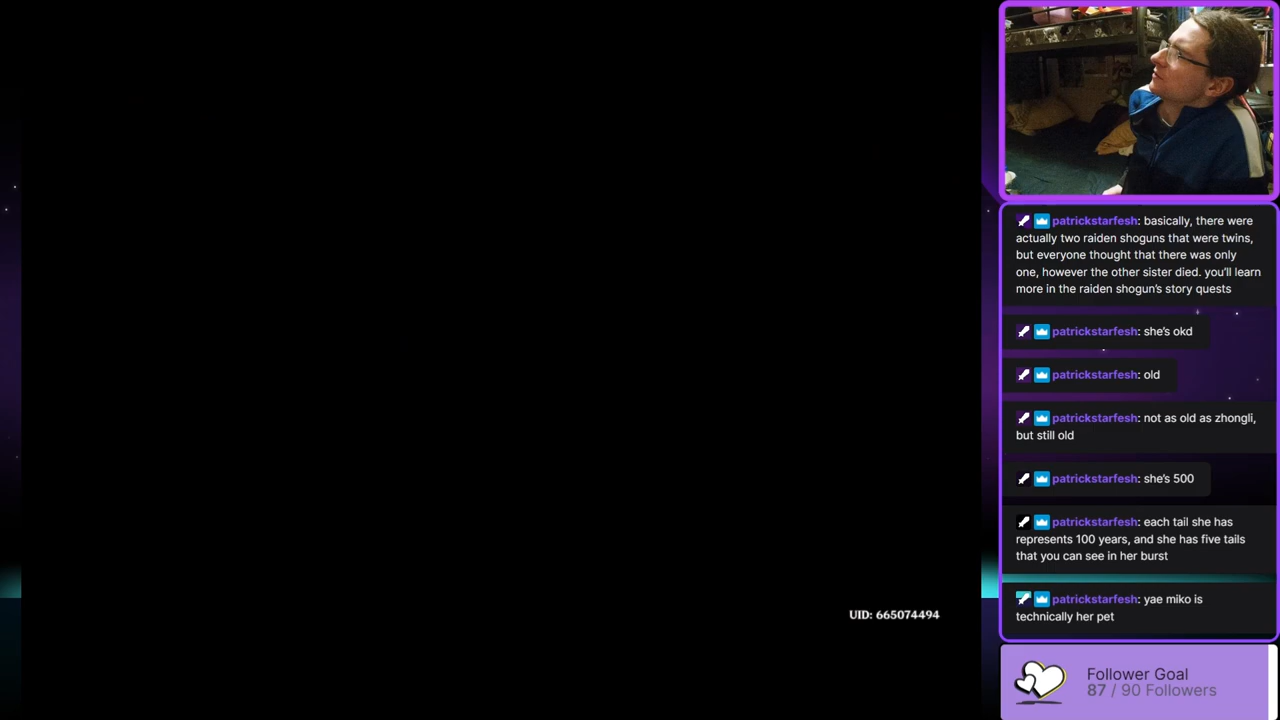 patrickstarfesh: basically, there were
actually two raiden shoguns that were twins,
but everyone thought that there was only
one, however the other sister died. you'll learn
more in the raiden shogun's story quests
patrickstarfesh: she's okd
patrickstarfesh: old
patrickstarfesh: not as old as zhongli,
but still old
patrickstarfesh: she's 500
patrickstarfesh: each tail she has
represents 100 years, and she has five tails
that you can see in her burst
patrickstarfesh: yae miko is
technically her pet
UID: 665074494
Follower Goal
87 / 90 Followers